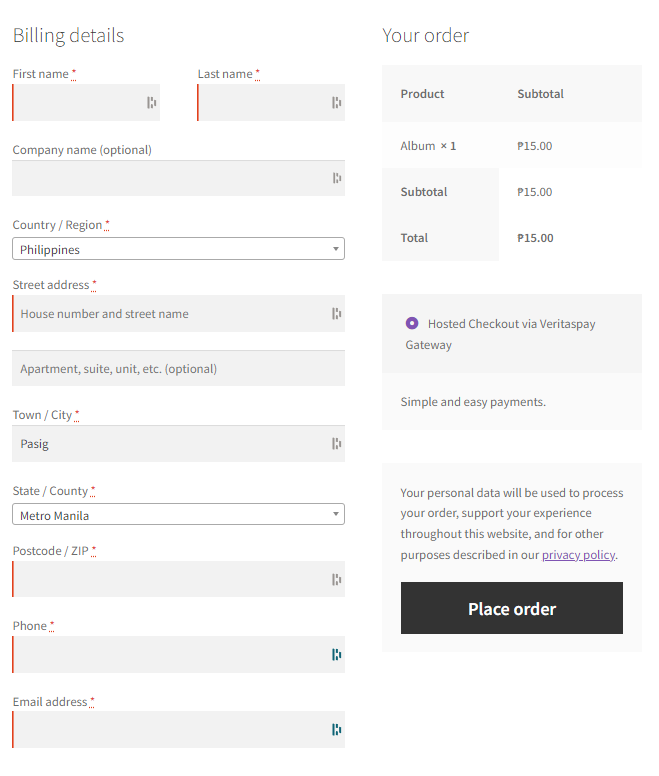 Billing details
First name *
Last name *
Company name (optional)
Country / Region *
Philippines
Street address *
House number and street name
Apartment, suite, unit, etc. (optional)
Town / City *
Pasig
State / County *
Metro Manila
Postcode / ZIP *
Phone *
Email address *
Your order
Product Subtotal
Album × 1 ₱15.00
Subtotal ₱15.00
Total ₱15.00
Hosted Checkout via Veritaspay
Gateway
Simple and easy payments.
Your personal data will be used to process
your order, support your experience
throughout this website, and for other
purposes described in our privacy policy.
Place order